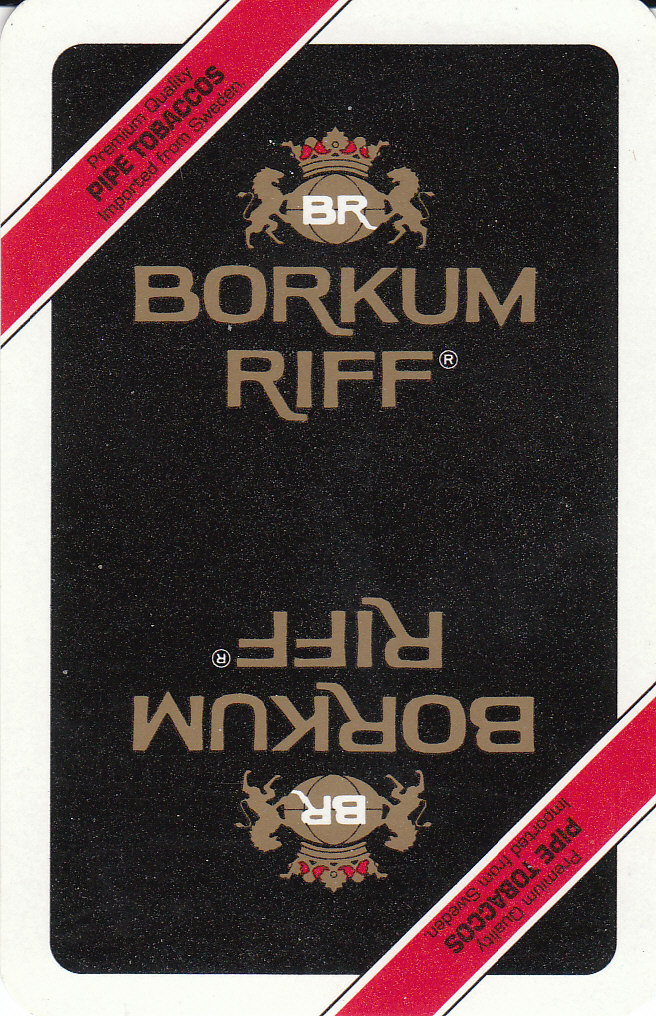 Premium Quality
PIPE TOBACCOS
Imported from Sweden.
BR
BORKUM
RIFF®
BORKUM
RIFF®
BR
Premium Quality
PIPE TOBACCOS
Imported from Sweden.